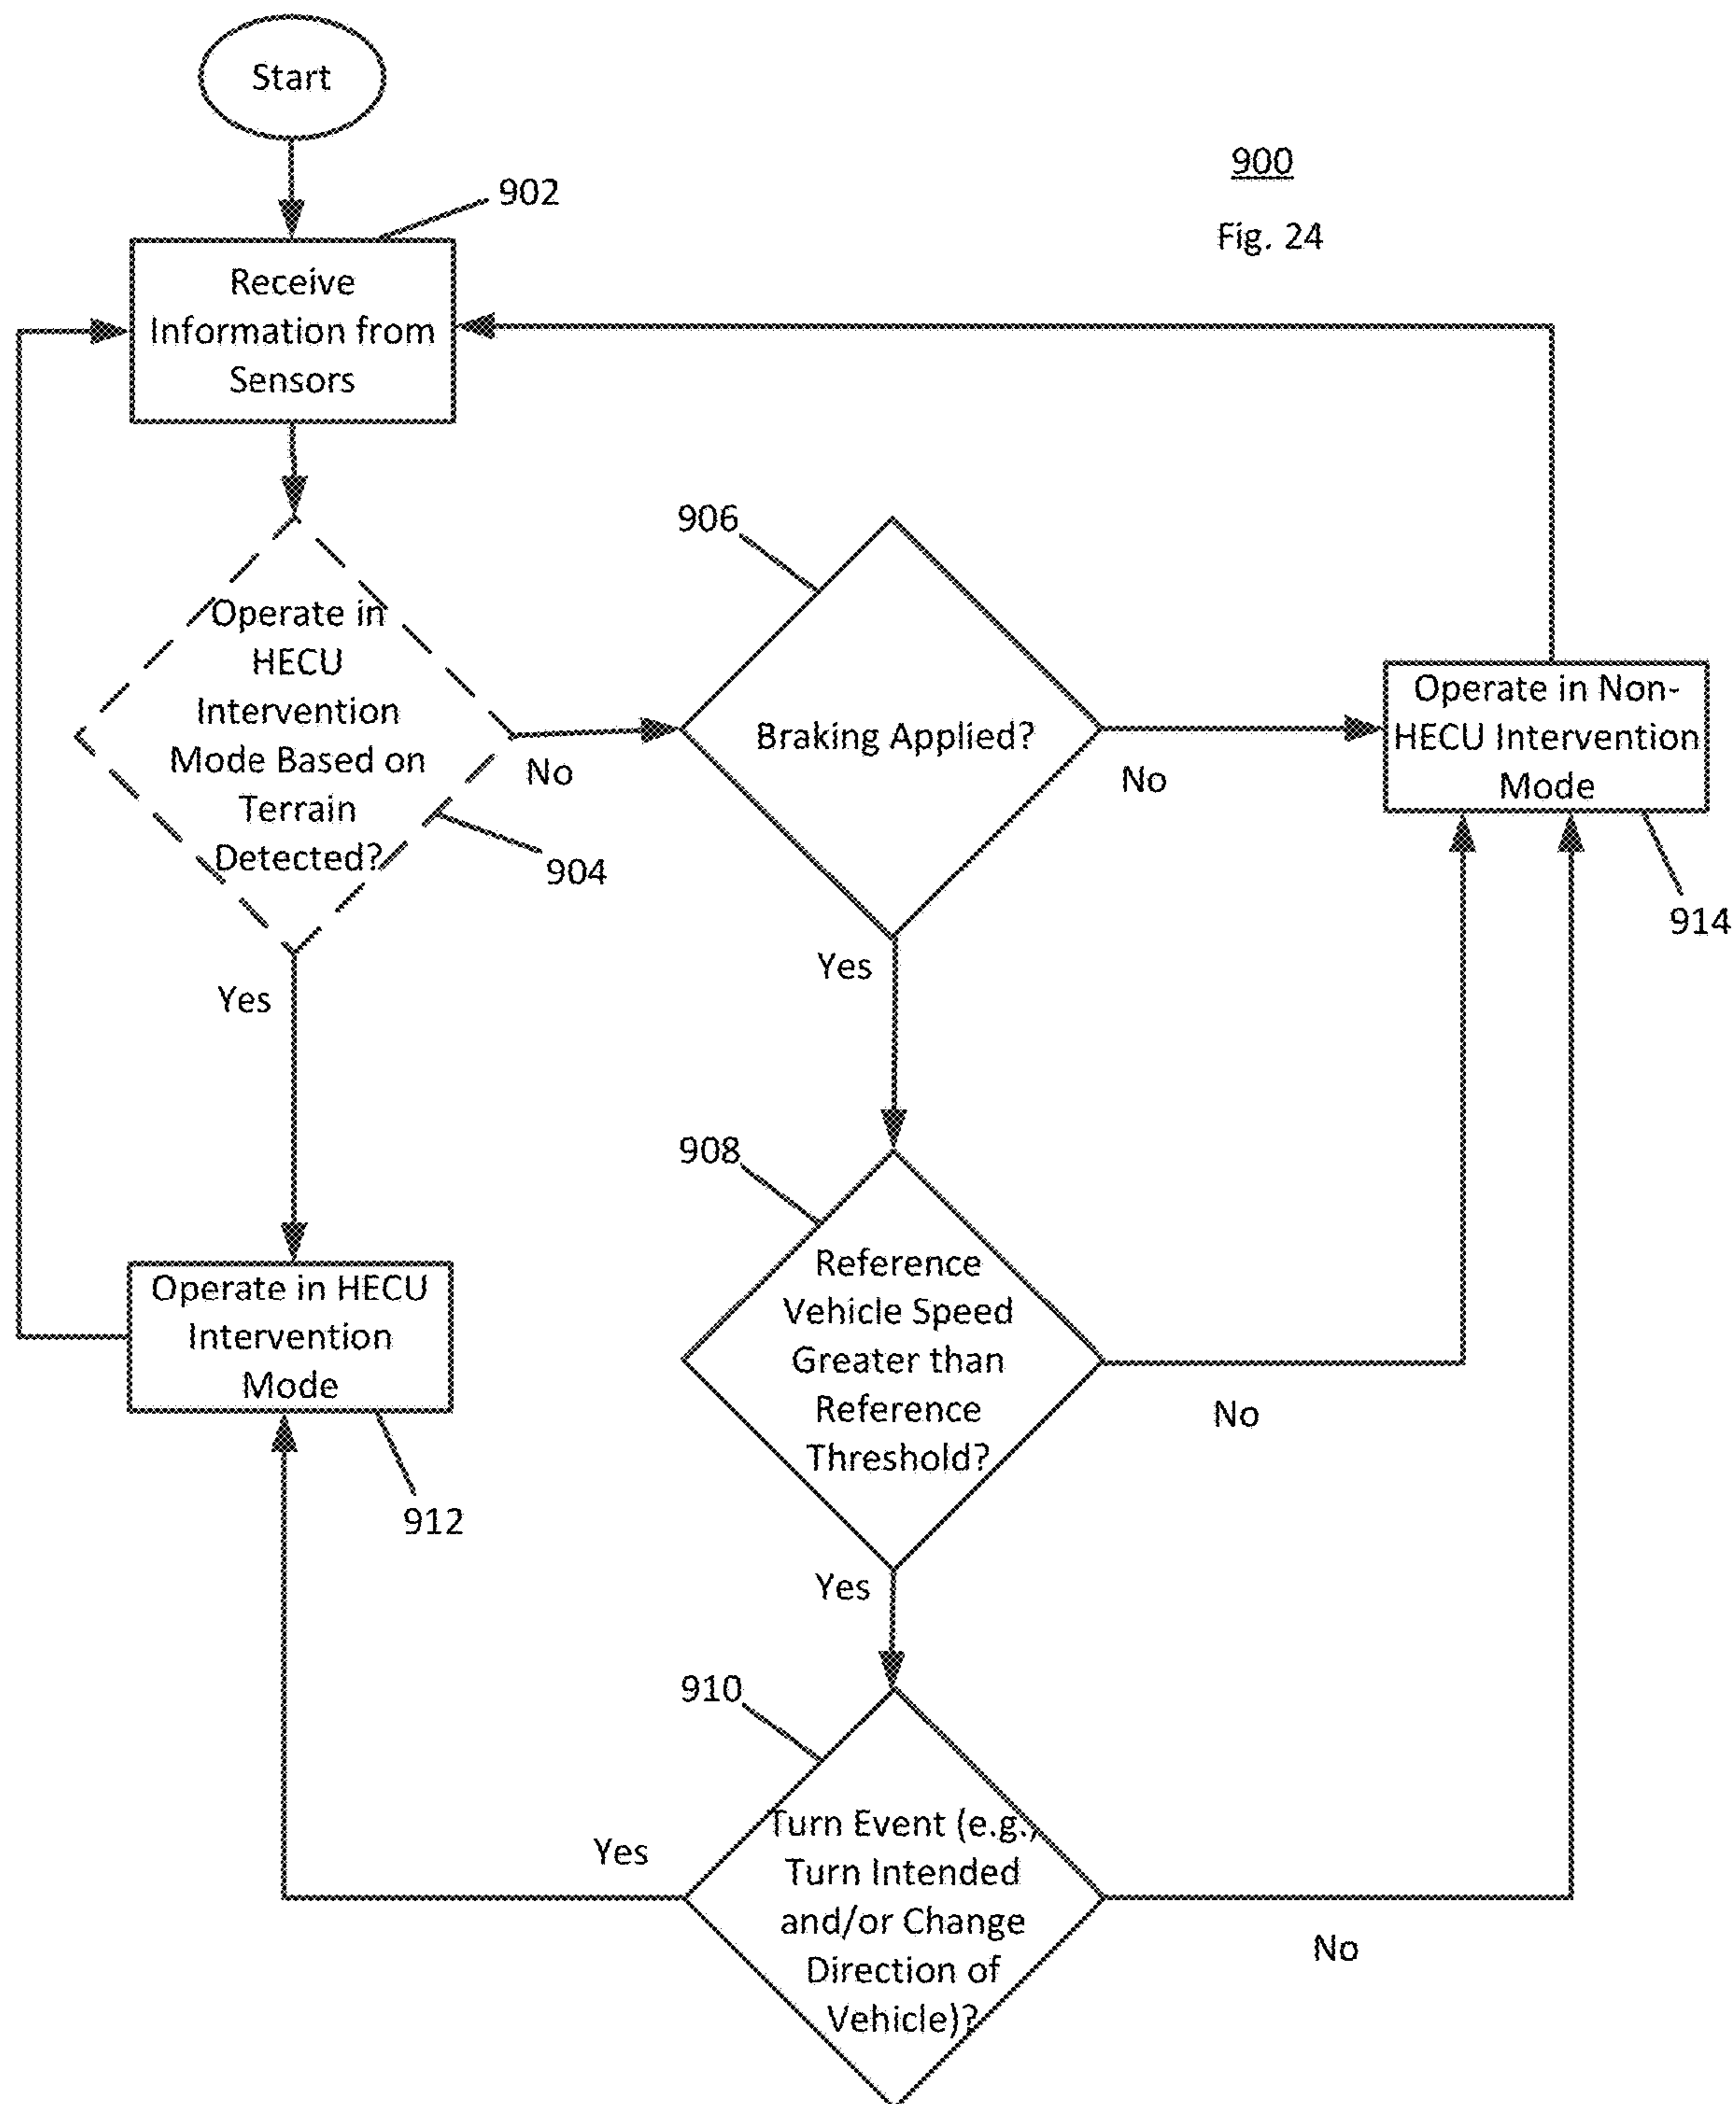 Start
902
900
Fig. 24
Receive
Information from
Sensors
906
Operate in
HECU
Intervention
Mode Based on
Terrain
Detected?
904
No
Braking Applied?
No
Operate in Non-
HECU Intervention
Mode
914
Yes
Yes
908
Operate in HECU
Intervention
Mode
912
Reference
Vehicle Speed
Greater than
Reference
Threshold?
No
Yes
910
Yes
Turn Event (e.g.,
Turn Intended
and/or Change
Direction of
Vehicle)?
No